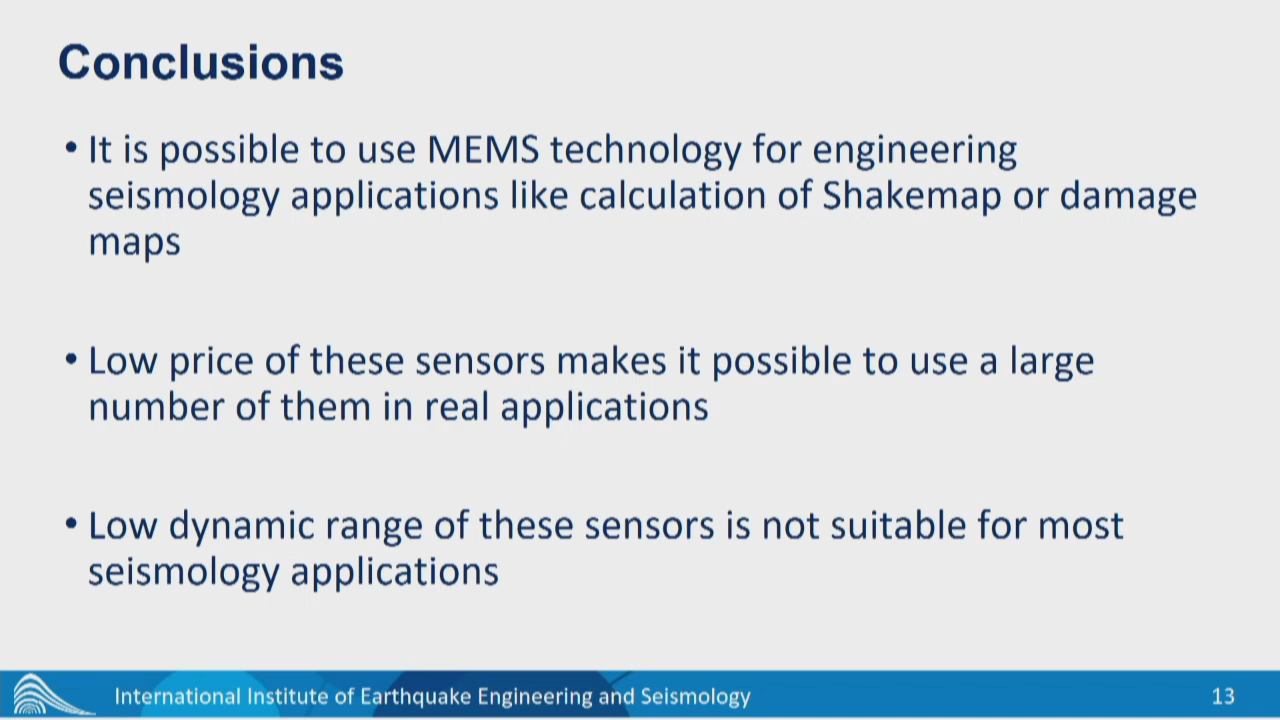 Conclusions
• It is possible to use MEMS technology for engineering
seismology applications like calculation of Shakemap or damage
maps
• Low price of these sensors makes it possible to use a large
number of them in real applications
• Low dynamic range of these sensors is not suitable for most
seismology applications
International Institute of Earthquake Engineering and Seismology
13